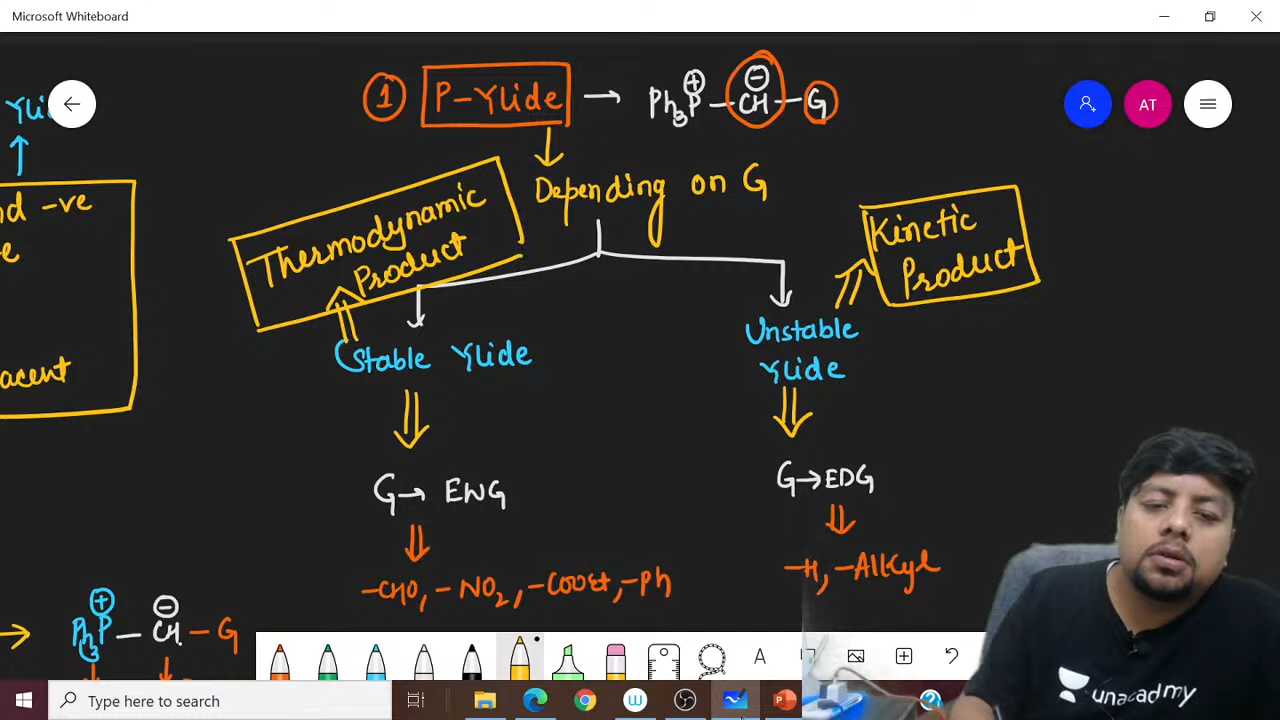 Microsoft Whiteboard
① P-Ylide → Ph₃P⊕ - CH⊖ - G
Yli
AT
Depending on G
nd -ve
e
acent
Thermodynamic
Product
Kinetic
Product
Stable Ylide
Unstable
Ylide
G→ EWG
G→EDG
-CHO, -NO₂, -COOEt, -Ph
-H, -Alkyl
Ph₃P⊕ - CH⊖ - G
A
Type here to search
unacademy